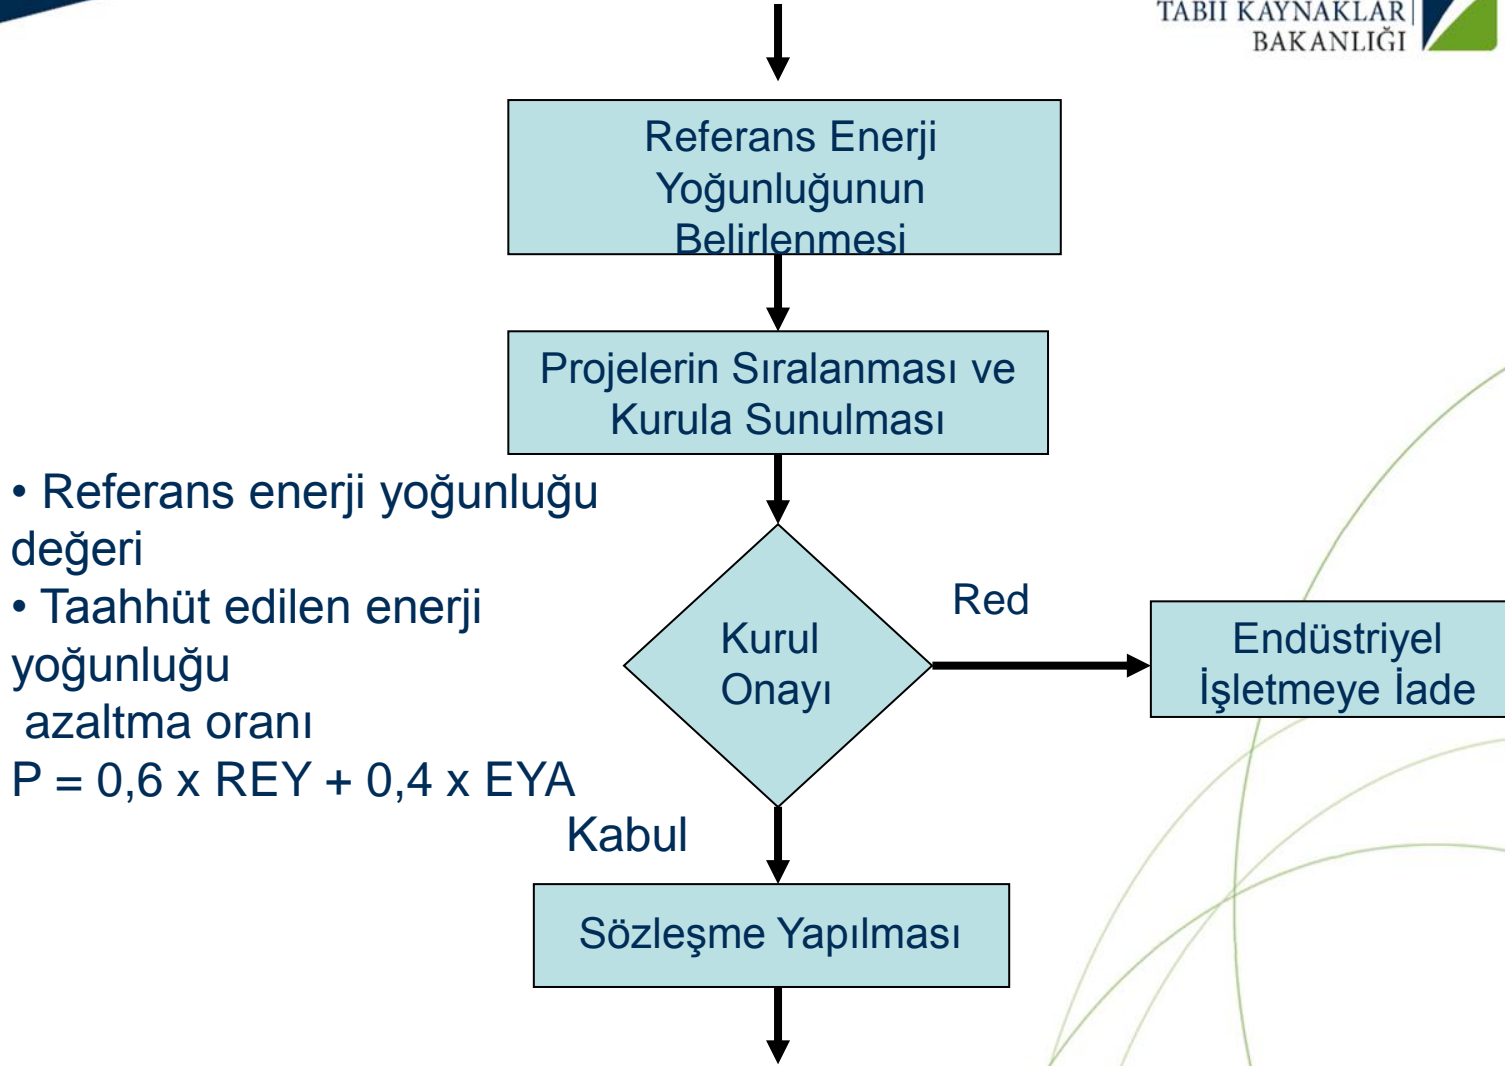 TABİİ KAYNAKLAR
BAKANLIĞI
Referans Enerji
Yoğunluğunun
Belirlenmesi
Projelerin Sıralanması ve
Kurula Sunulması
• Referans enerji yoğunluğu
değeri
• Taahhüt edilen enerji
yoğunluğu
azaltma oranı
P = 0,6 x REY + 0,4 x EYA
Kurul
Onayı
Red
Endüstriyel
İşletmeye İade
Kabul
Sözleşme Yapılması